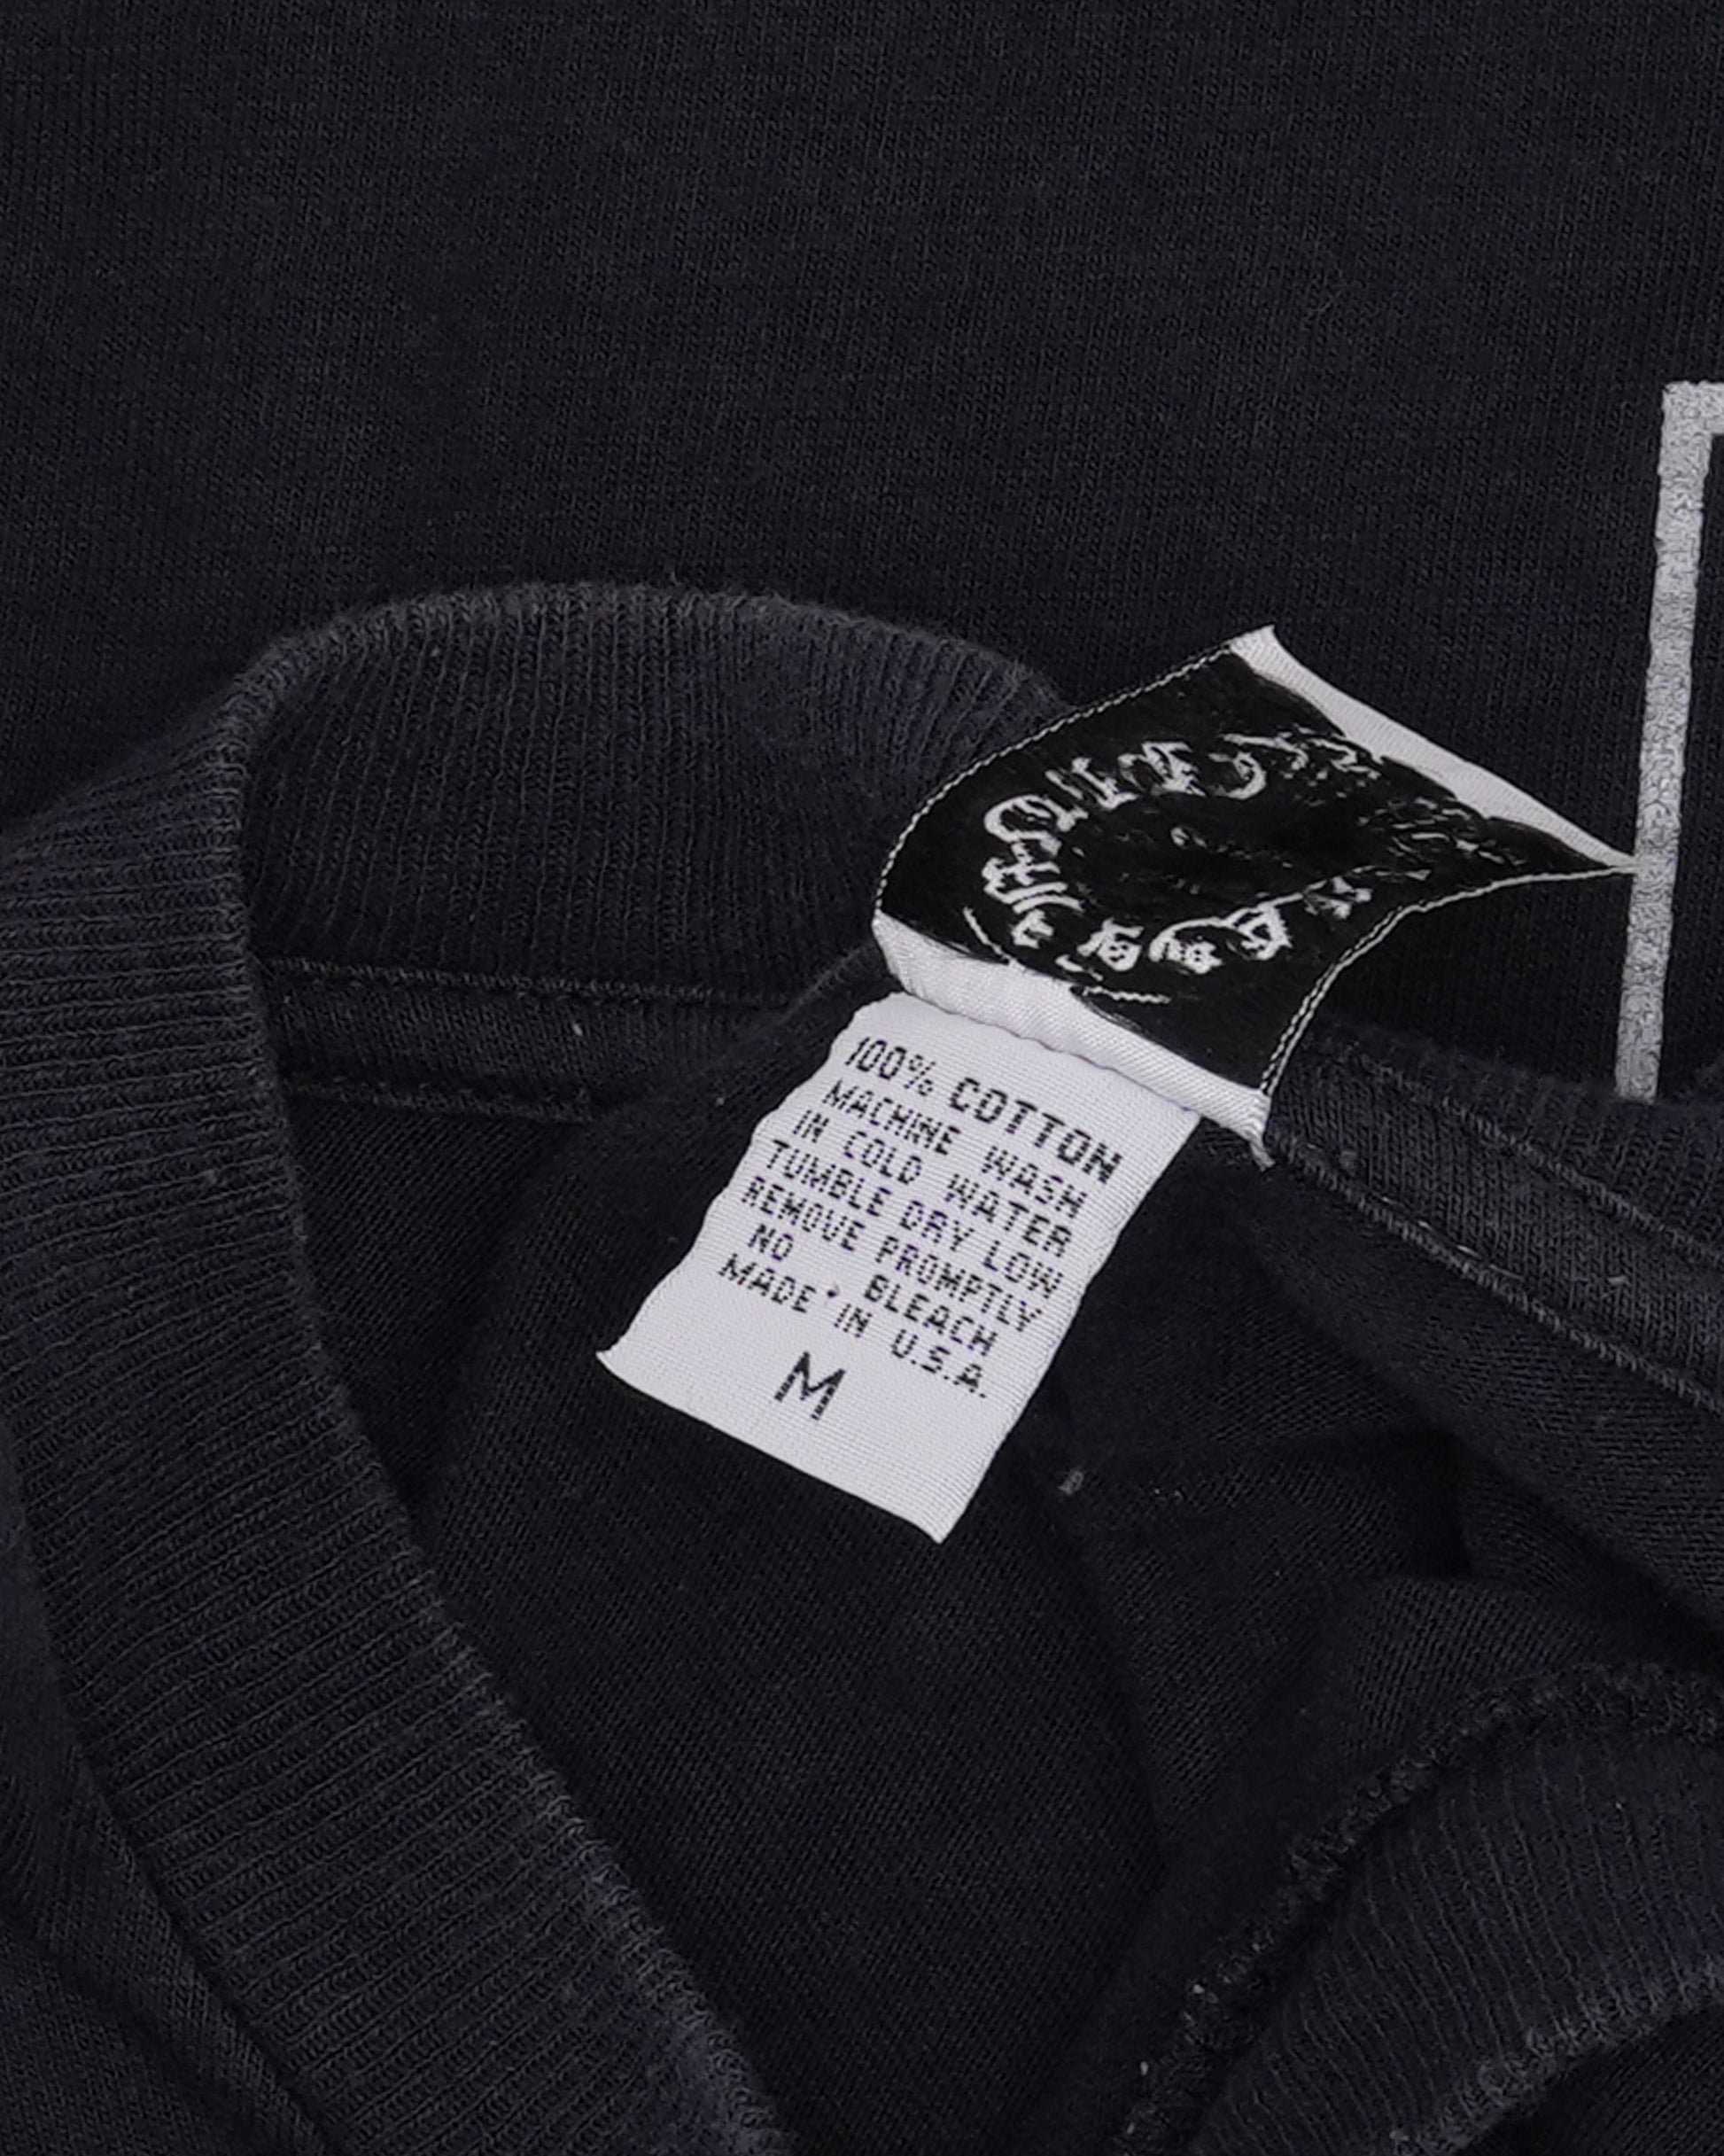 100% COTTON
MACHINE WASH
IN COLD WATER
TUMBLE DRY LOW
REMOVE PROMPTLY
NO BLEACH
MADE IN U.S.A.
M